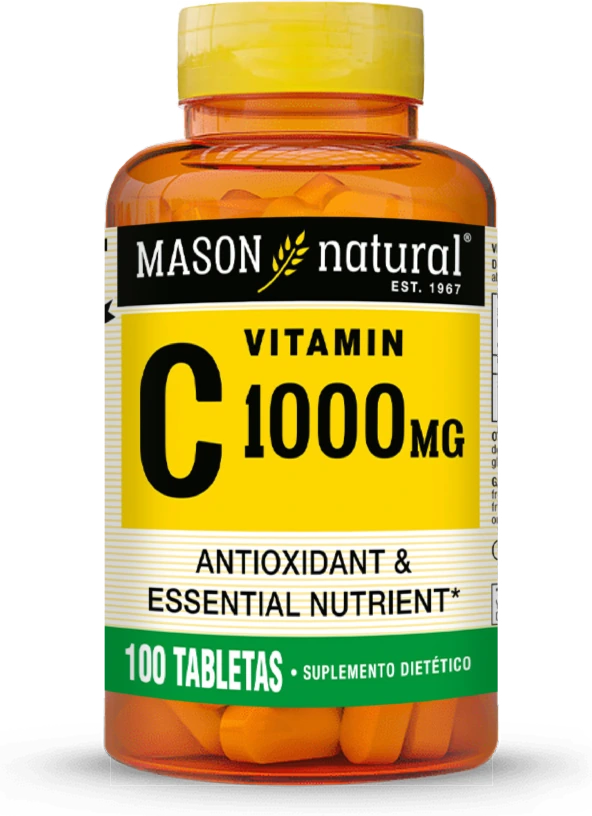 MASON natural®
EST. 1967
VITAMIN
C 1000MG
ANTIOXIDANT &
ESSENTIAL NUTRIENT*
100 TABLETAS • SUPLEMENTO DIETÉTICO